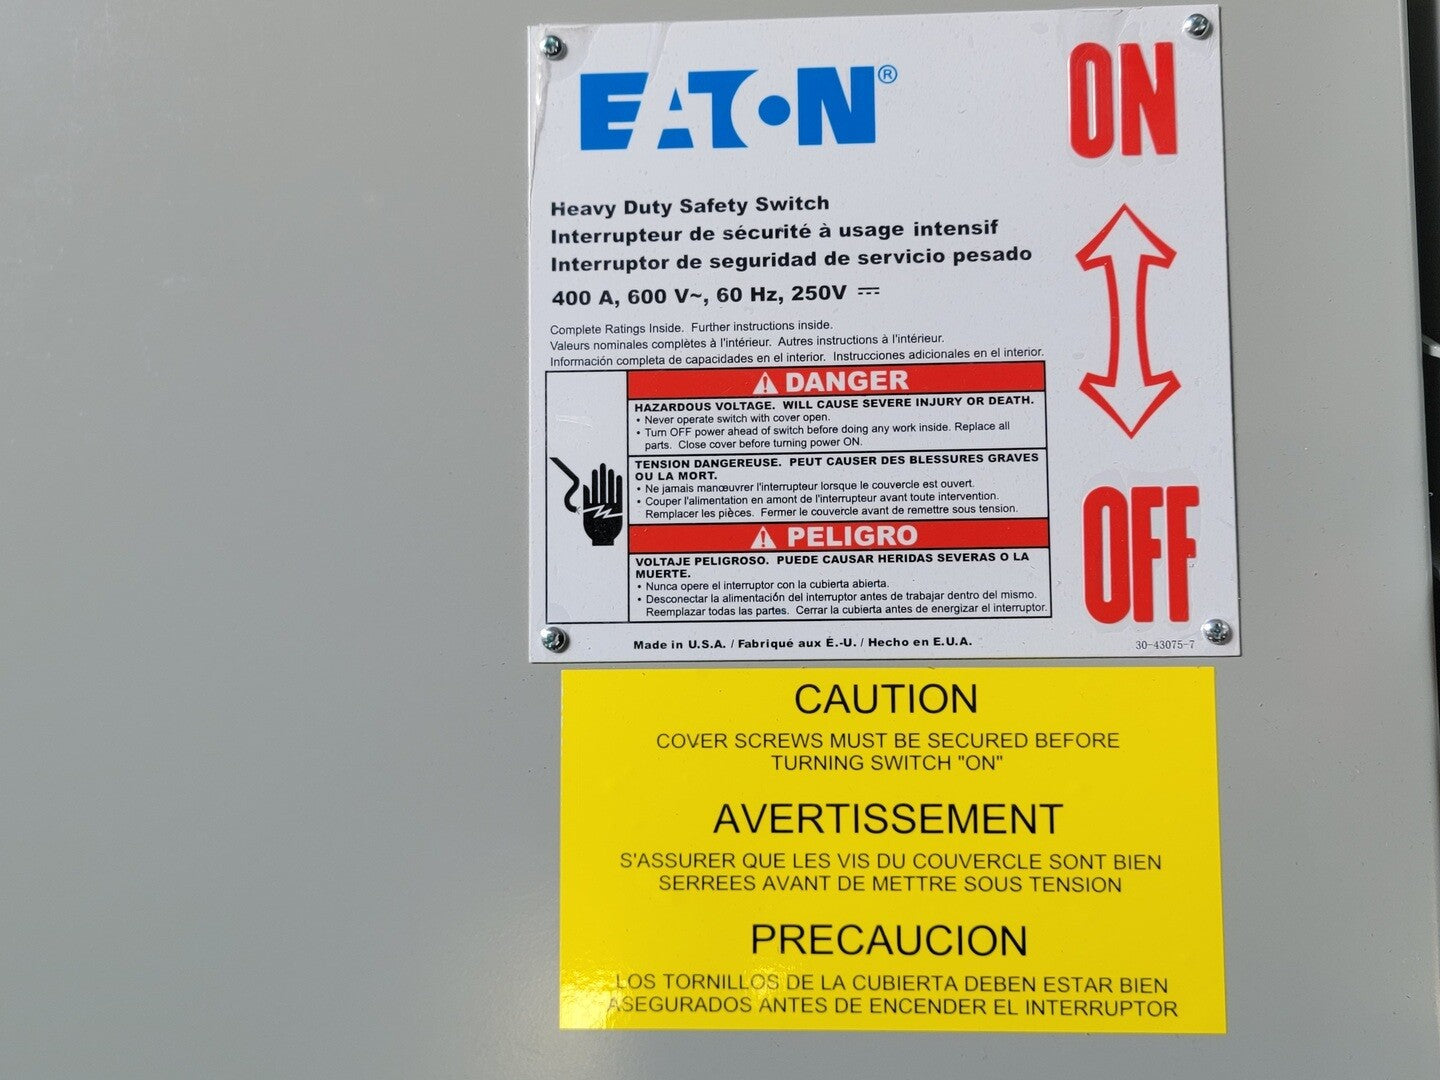 EATON®
ON
Heavy Duty Safety Switch
Interrupteur de sécurité à usage intensif
Interruptor de seguridad de servicio pesado
400 A, 600 V~, 60 Hz, 250V ⎓
Complete Ratings Inside. Further instructions inside.
Valeurs nominales complètes à l'intérieur. Autres instructions à l'intérieur.
Información completa de capacidades en el interior. Instrucciones adicionales en el interior.
⚠ DANGER
HAZARDOUS VOLTAGE. WILL CAUSE SEVERE INJURY OR DEATH.
• Never operate switch with cover open.
• Turn OFF power ahead of switch before doing any work inside. Replace all
parts. Close cover before turning power ON.
TENSION DANGEREUSE. PEUT CAUSER DES BLESSURES GRAVES
OU LA MORT.
• Ne jamais manœuvrer l'interrupteur lorsque le couvercle est ouvert.
• Couper l'alimentation en amont de l'interrupteur avant toute intervention.
Remplacer les pièces. Fermer le couvercle avant de remettre sous tension.
⚠ PELIGRO
VOLTAJE PELIGROSO. PUEDE CAUSAR HERIDAS SEVERAS O LA
MUERTE.
• Nunca opere el interruptor con la cubierta abierta.
• Desconectar la alimentación del interruptor antes de trabajar dentro del mismo.
Reemplazar todas las partes. Cerrar la cubierta antes de energizar el interruptor.
OFF
Made in U.S.A. / Fabriqué aux É.-U. / Hecho en E.U.A.
30-43075-7
CAUTION
COVER SCREWS MUST BE SECURED BEFORE
TURNING SWITCH "ON"
AVERTISSEMENT
S'ASSURER QUE LES VIS DU COUVERCLE SONT BIEN
SERREES AVANT DE METTRE SOUS TENSION
PRECAUCION
LOS TORNILLOS DE LA CUBIERTA DEBEN ESTAR BIEN
ASEGURADOS ANTES DE ENCENDER EL INTERRUPTOR